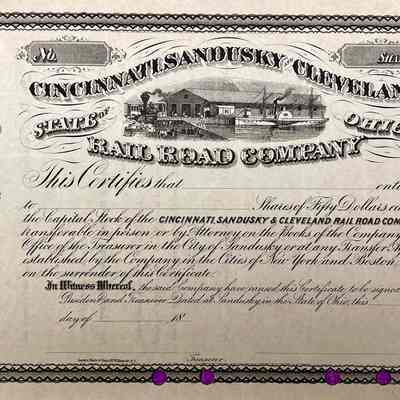 No.
SHA
CINCINNATI, SANDUSKY AND CLEVELAN
STATE OF OHIO
RAIL ROAD COMPANY
This Certifies that
to Shares of Fifty Dollars
the Capital Stock of the CINCINNATI, SANDUSKY & CLEVELAND RAIL ROAD COM
transferable in person or by Attorney on the Books of the Company
Office of the Treasurer in the City of Sandusky or at any Transfer
established by the Company in the Cities of New York and Boston
on the surrender of this Certificate.
In Witness Whereof, the said Company have caused this Certificate to be signed
President and Treasurer. Dated at Sandusky in the State of Ohio, this
day of 18
Treasurer